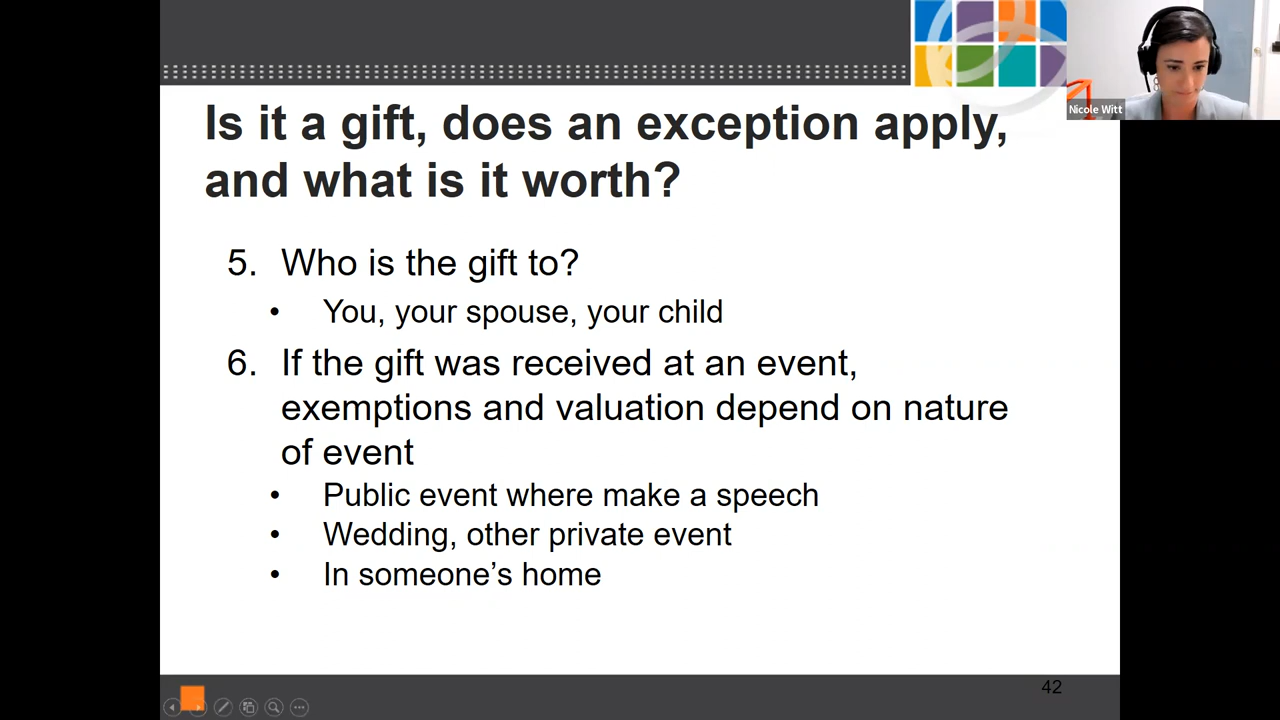 Nicole Witt
Is it a gift, does an exception apply,
and what is it worth?
5. Who is the gift to?
• You, your spouse, your child
6. If the gift was received at an event,
exemptions and valuation depend on nature
of event
• Public event where make a speech
• Wedding, other private event
• In someone’s home
42